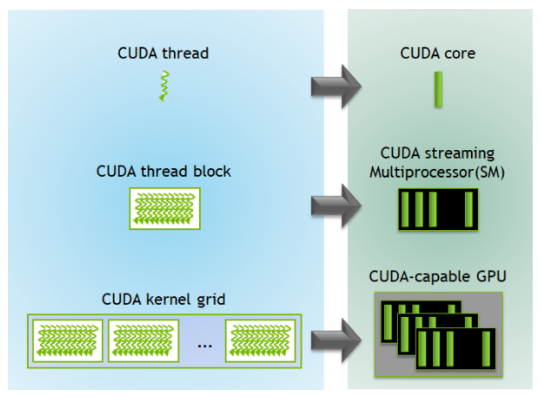 CUDA thread
CUDA core
CUDA thread block
CUDA streaming
Multiprocessor(SM)
CUDA kernel grid
CUDA-capable GPU
...